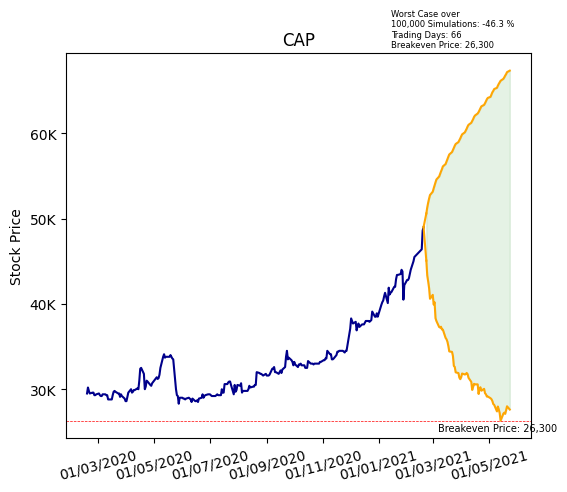 Worst Case over
100,000 Simulations: -46.3 %
Trading Days: 66
Breakeven Price: 26,300
CAP
Stock Price
60K
50K
40K
30K
Breakeven Price: 26,300
01/03/2020
01/05/2020
01/07/2020
01/09/2020
01/11/2020
01/01/2021
01/03/2021
01/05/2021